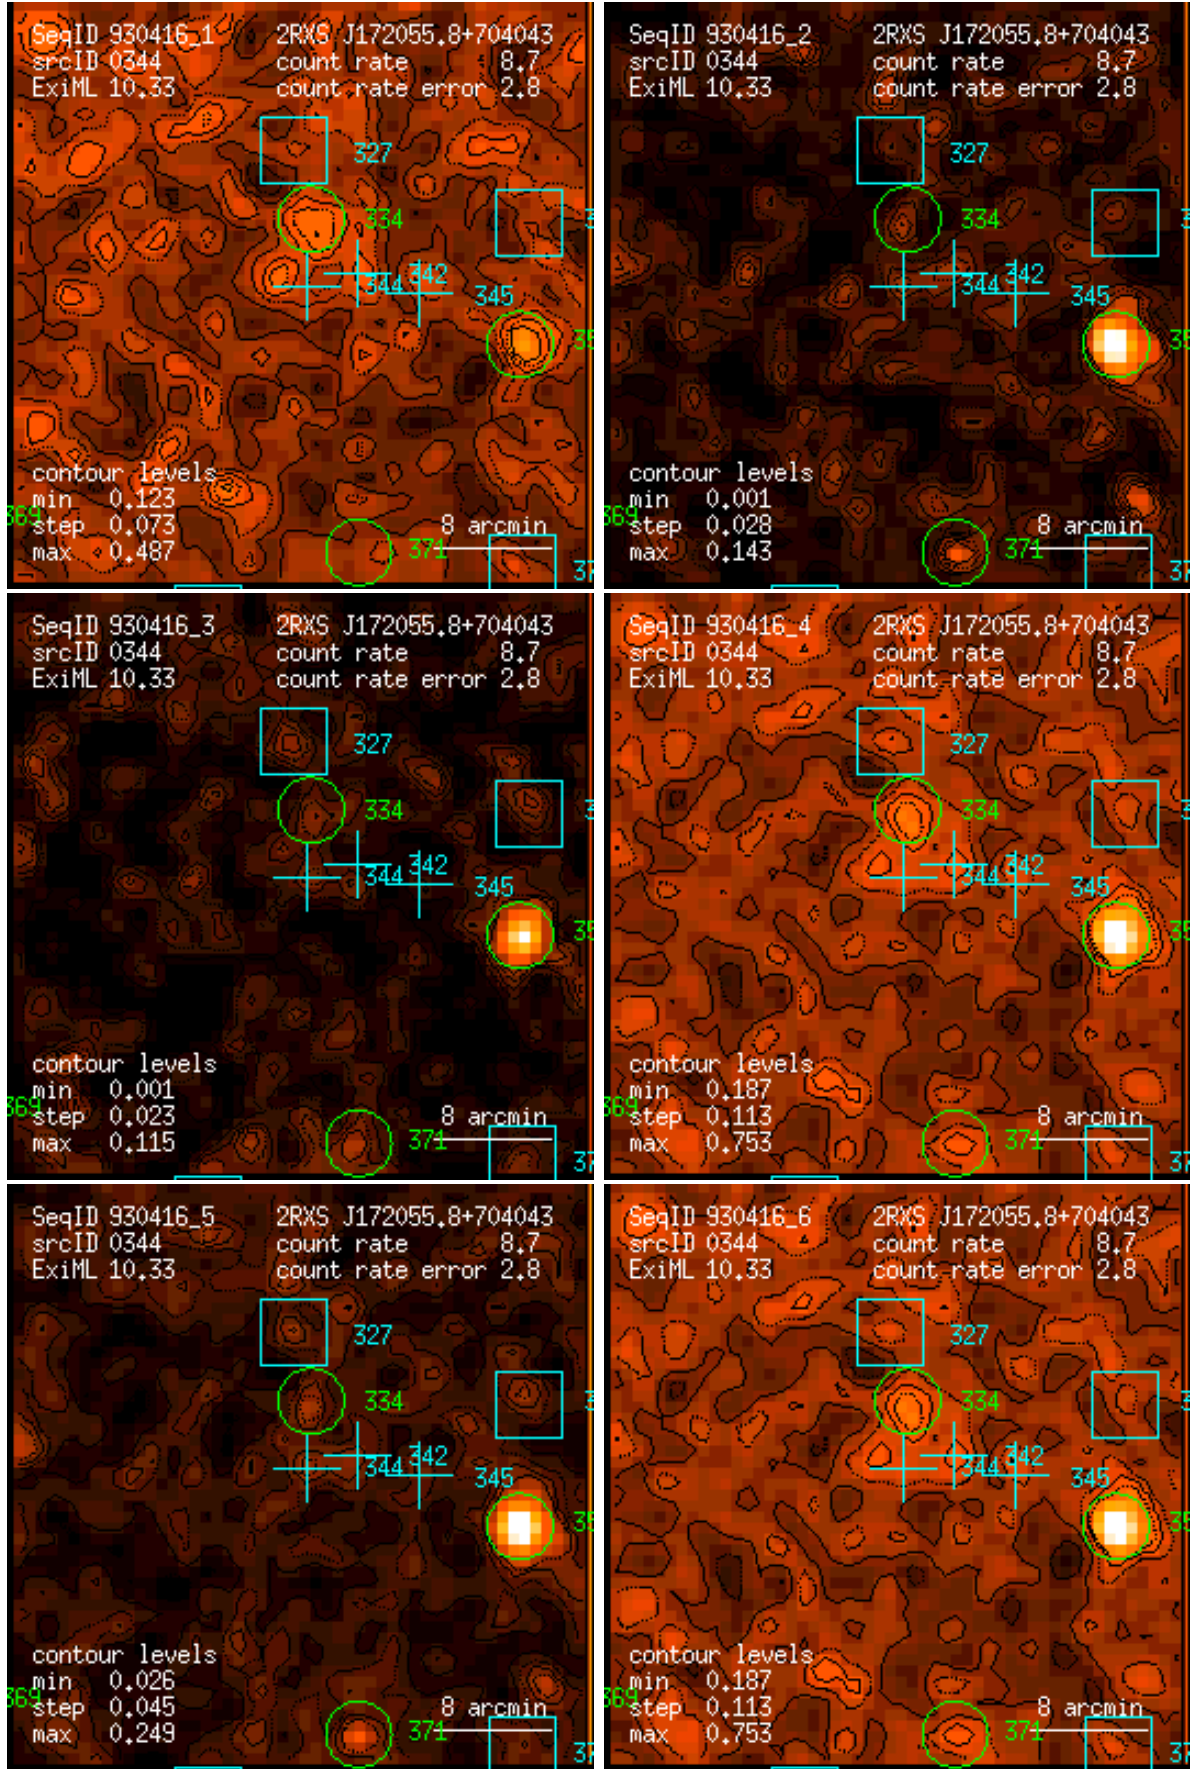 SeqID 930416_1 2RXS J172055.8+704043
srcID 0344 count rate 8.7
ExiML 10.33 count rate error 2.8
327
334
342
344
345
contour levels
min 0.123
369
step 0.073 8 arcmin
max 0.487 371
SeqID 930416_2 2RXS J172055.8+704043
srcID 0344 count rate 8.7
ExiML 10.33 count rate error 2.8
327
334
342
344
345
contour levels
min 0.001
369
step 0.028 8 arcmin
max 0.143 371
SeqID 930416_3 2RXS J172055.8+704043
srcID 0344 count rate 8.7
ExiML 10.33 count rate error 2.8
327
334
342
344
345
contour levels
min 0.001
369
step 0.023 8 arcmin
max 0.115 371
SeqID 930416_4 2RXS J172055.8+704043
srcID 0344 count rate 8.7
ExiML 10.33 count rate error 2.8
327
334
342
344
345
contour levels
min 0.187
369
step 0.113 8 arcmin
max 0.753 371
SeqID 930416_5 2RXS J172055.8+704043
srcID 0344 count rate 8.7
ExiML 10.33 count rate error 2.8
327
334
342
344
345
contour levels
min 0.026
369
step 0.045 8 arcmin
max 0.249 371
SeqID 930416_6 2RXS J172055.8+704043
srcID 0344 count rate 8.7
ExiML 10.33 count rate error 2.8
327
334
342
344
345
contour levels
min 0.187
369
step 0.113 8 arcmin
max 0.753 371